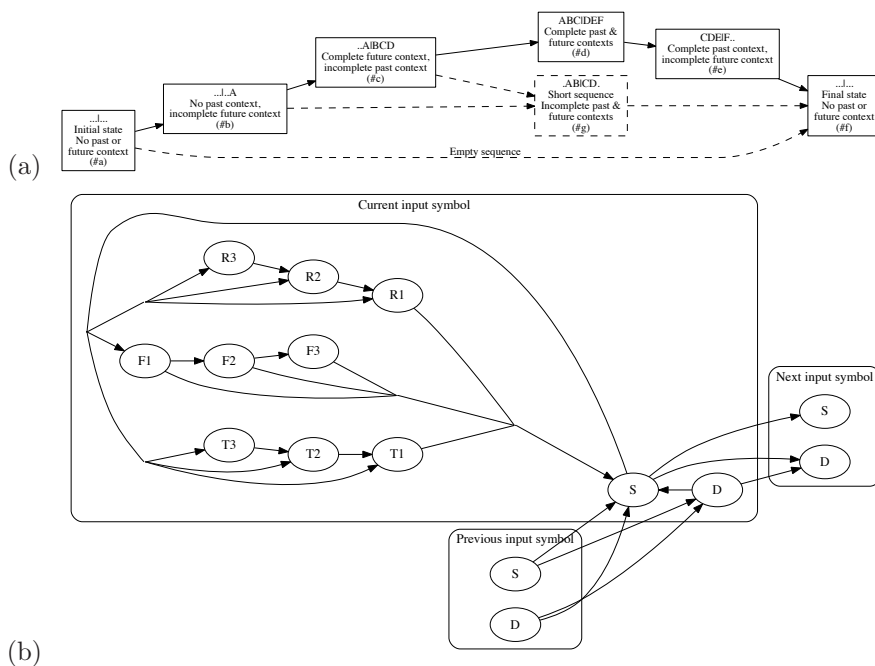 ABC|DEF
Complete past &
future contexts
(#d)
CDE|F..
Complete past context,
incomplete future context
(#e)
..A|BCD
Complete future context,
incomplete past context
(#c)
...|..A
No past context,
incomplete future context
(#b)
.AB|CD.
Short sequence
Incomplete past &
future contexts
(#g)
...|...
Final state
No past or
future context
(#f)
...|...
Initial state
No past or
future context
(#a)
Empty sequence
(a)
Current input symbol
R3
R2
R1
F1
F2
F3
T3
T2
T1
S
D
Next input symbol
S
D
Previous input symbol
S
D
(b)